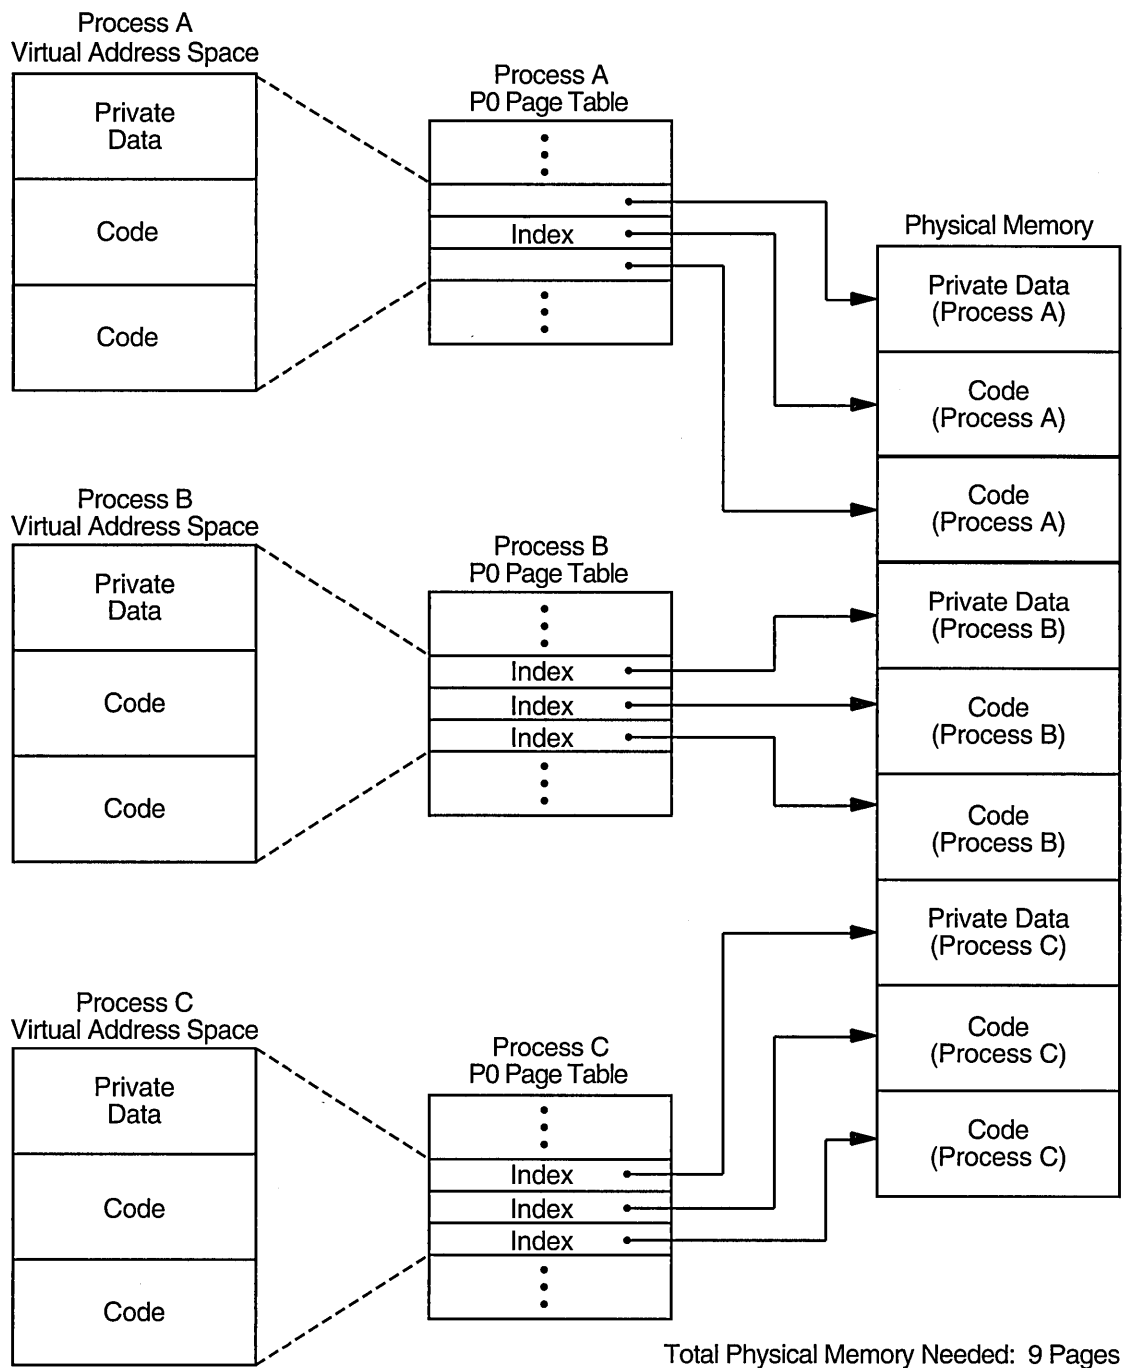 Process A
Virtual Address Space
Private
Data
Code
Code
Process A
P0 Page Table
Index
Physical Memory
Private Data
(Process A)
Code
(Process A)
Code
(Process A)
Private Data
(Process B)
Code
(Process B)
Code
(Process B)
Private Data
(Process C)
Code
(Process C)
Code
(Process C)
Process B
Virtual Address Space
Private
Data
Code
Code
Process B
P0 Page Table
Index
Index
Index
Process C
Virtual Address Space
Private
Data
Code
Code
Process C
P0 Page Table
Index
Index
Index
Total Physical Memory Needed: 9 Pages